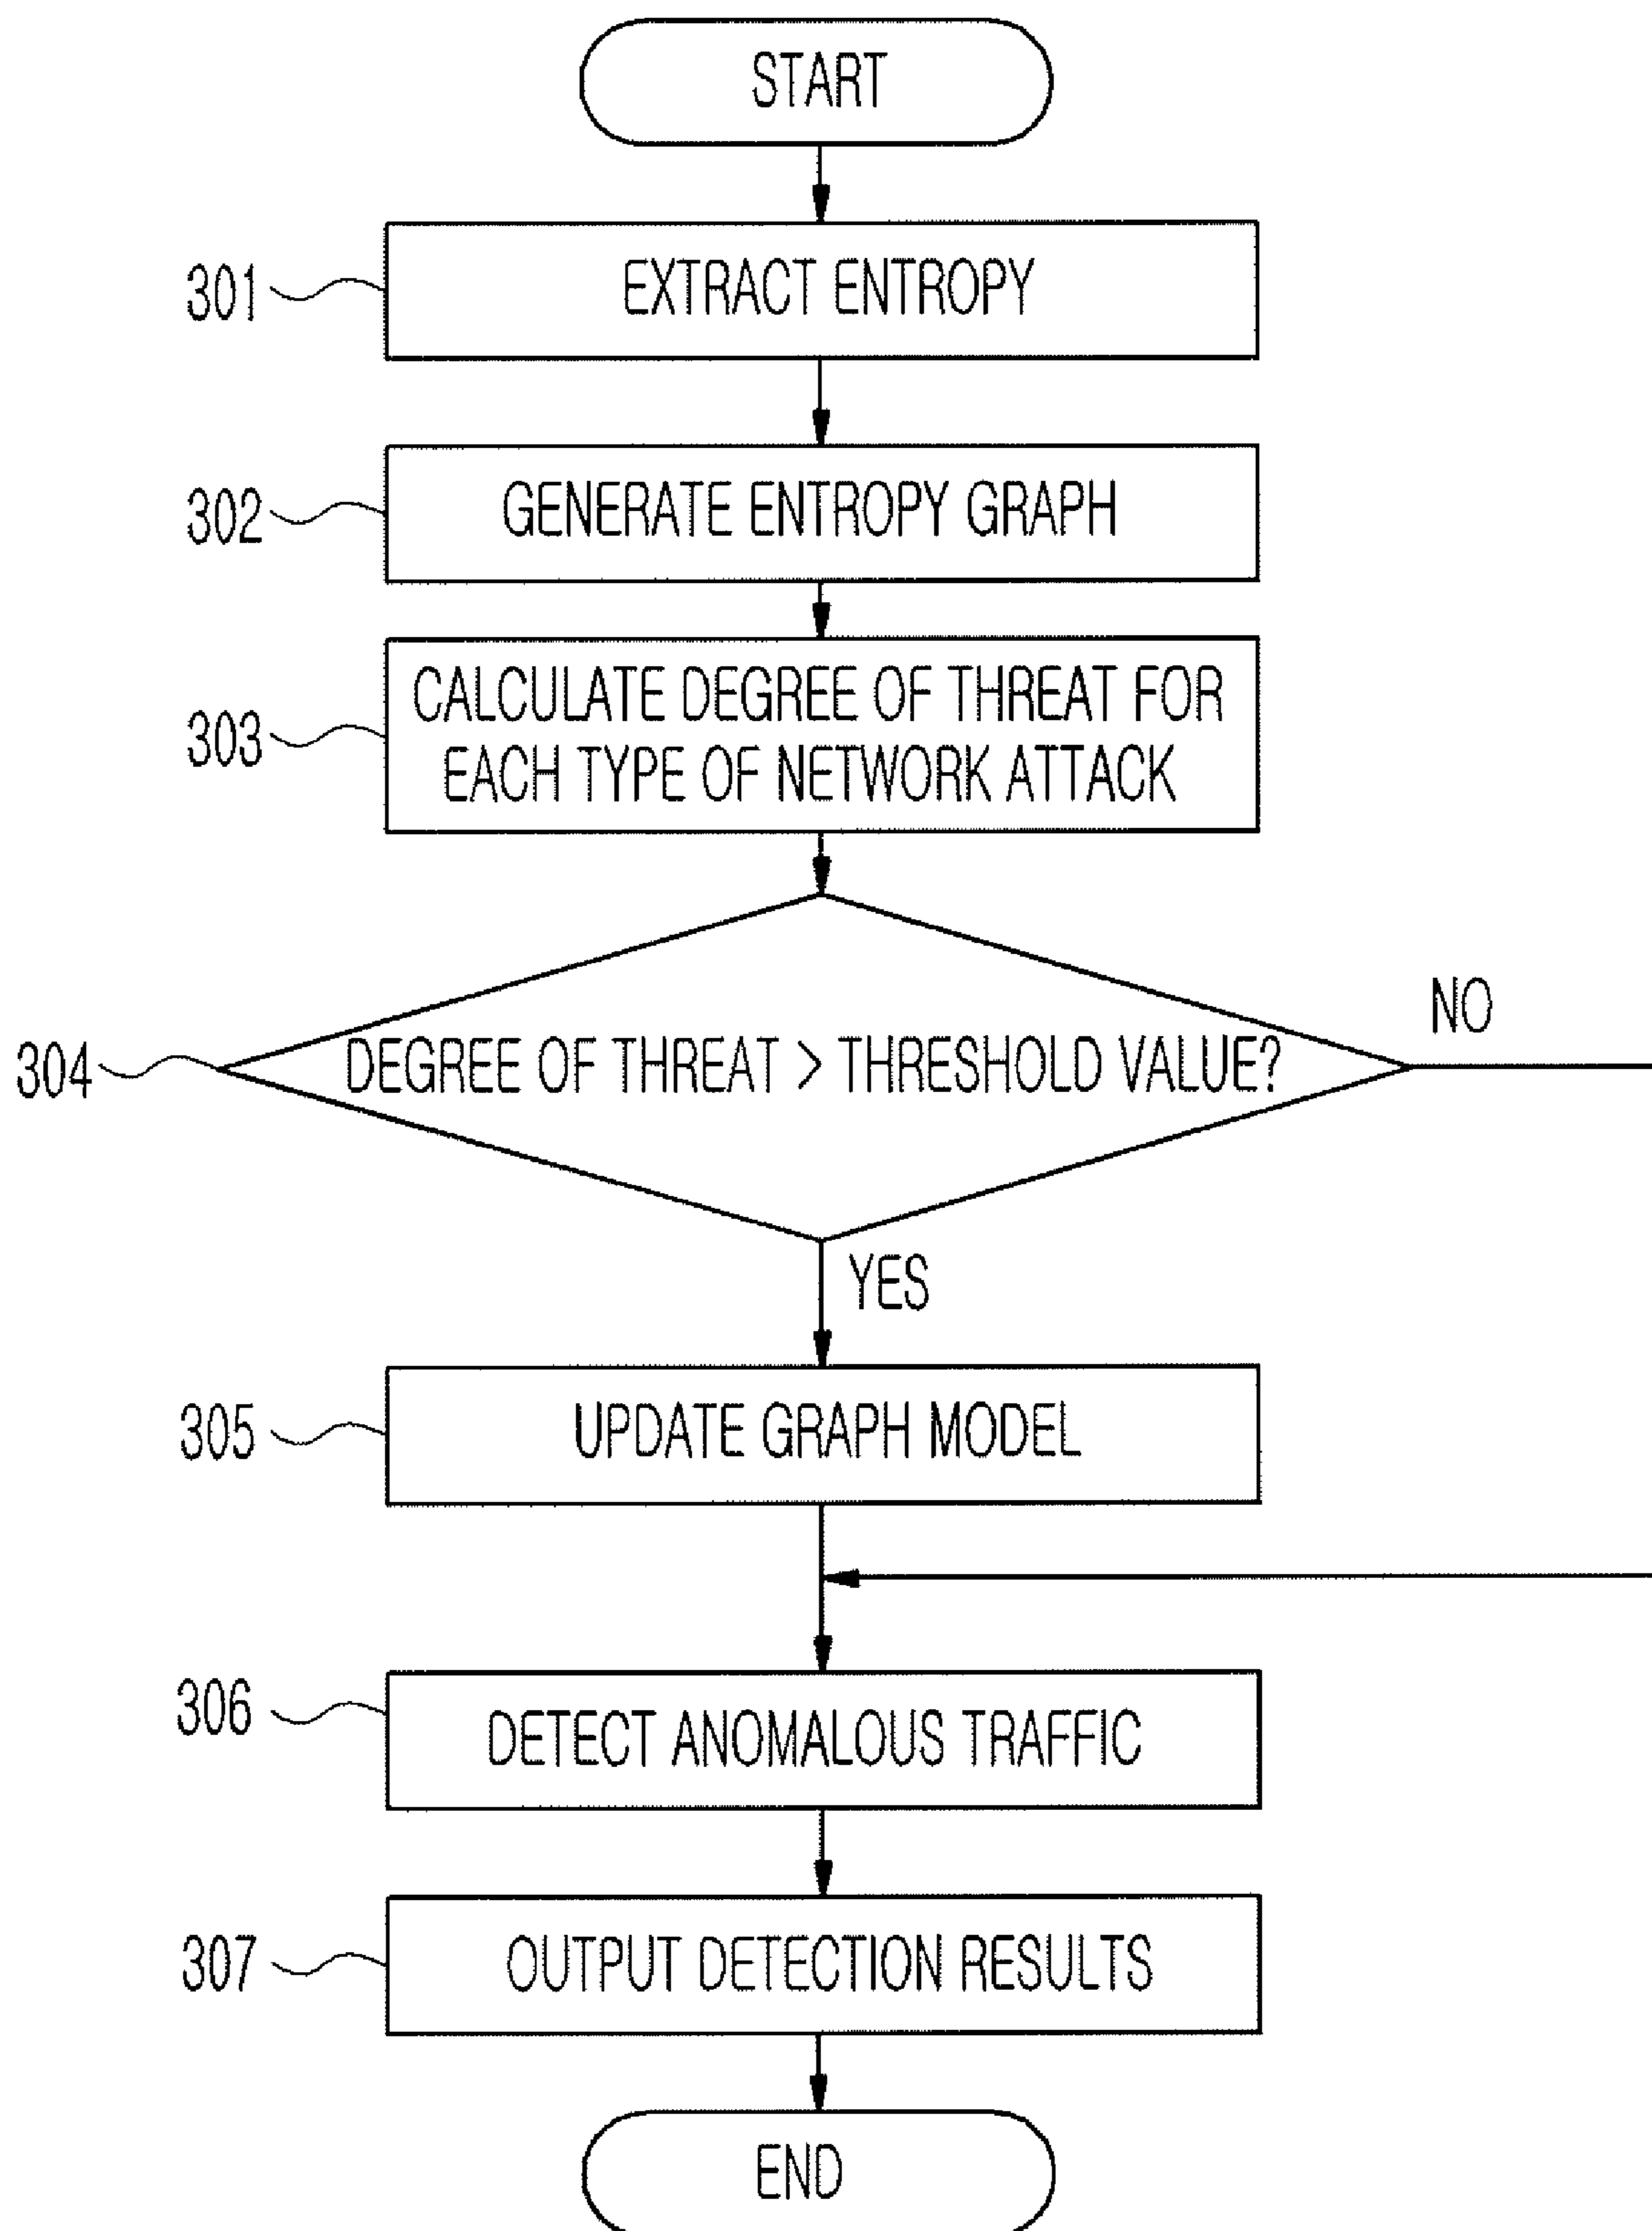 START
301
EXTRACT ENTROPY
302
GENERATE ENTROPY GRAPH
303
CALCULATE DEGREE OF THREAT FOR
EACH TYPE OF NETWORK ATTACK
304
DEGREE OF THREAT > THRESHOLD VALUE?
NO
YES
305
UPDATE GRAPH MODEL
306
DETECT ANOMALOUS TRAFFIC
307
OUTPUT DETECTION RESULTS
END